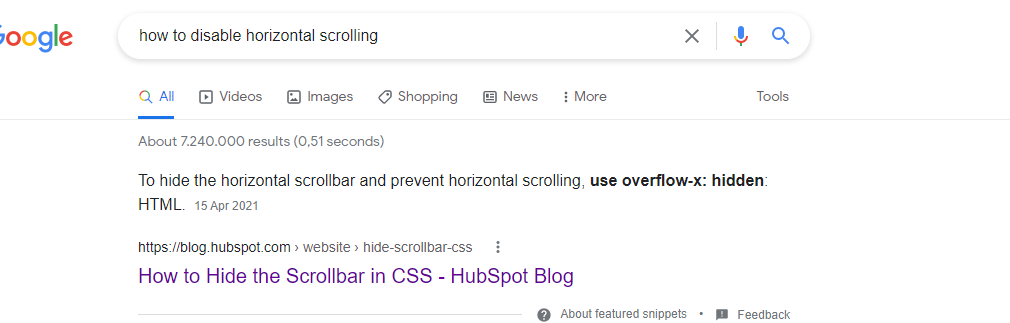 Google
how to disable horizontal scrolling
All Videos Images Shopping News More Tools
About 7.240.000 results (0,51 seconds)
To hide the horizontal scrollbar and prevent horizontal scrolling, use overflow-x: hidden:
HTML. 15 Apr 2021
https://blog.hubspot.com › website › hide-scrollbar-css
How to Hide the Scrollbar in CSS - HubSpot Blog
About featured snippets • Feedback